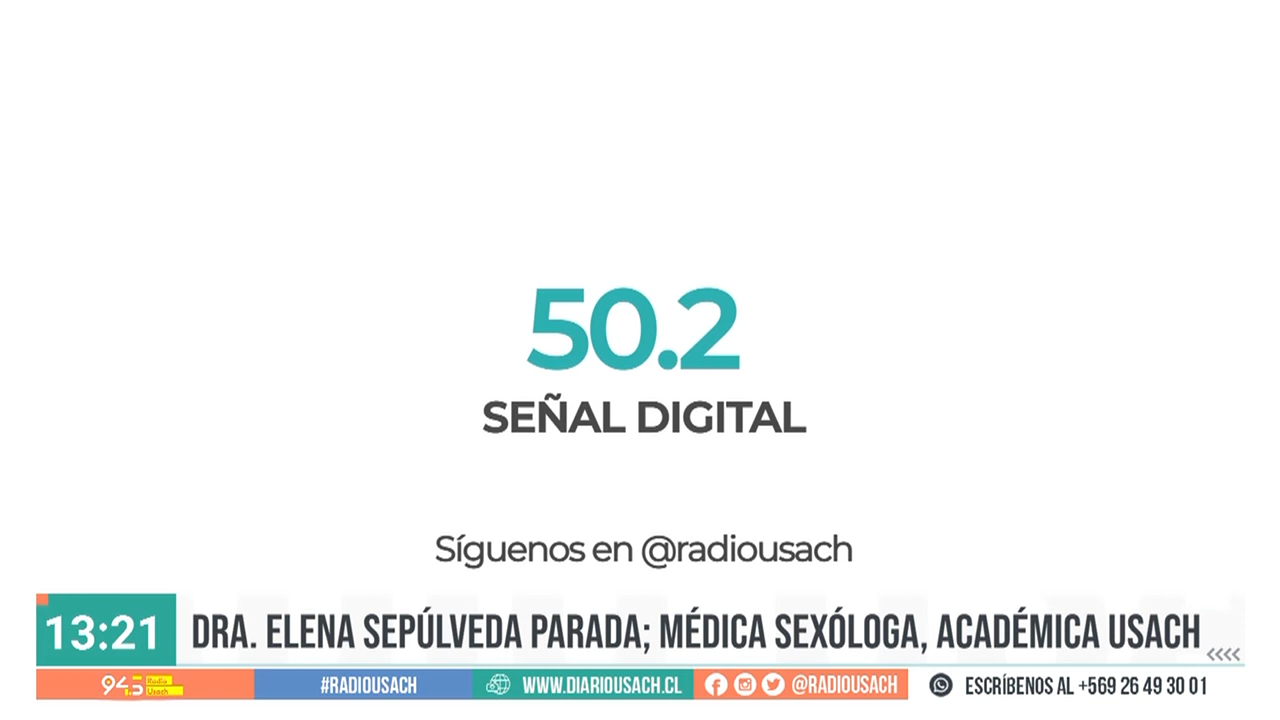 50.2
SEÑAL DIGITAL
Síguenos en @radiousach
13:21 DRA. ELENA SEPÚLVEDA PARADA; MÉDICA SEXÓLOGA, ACADÉMICA USACH
94.5 Radio Usach #RADIOUSACH WWW.DIARIOUSACH.CL @RADIOUSACH ESCRÍBENOS AL +569 26 49 30 01